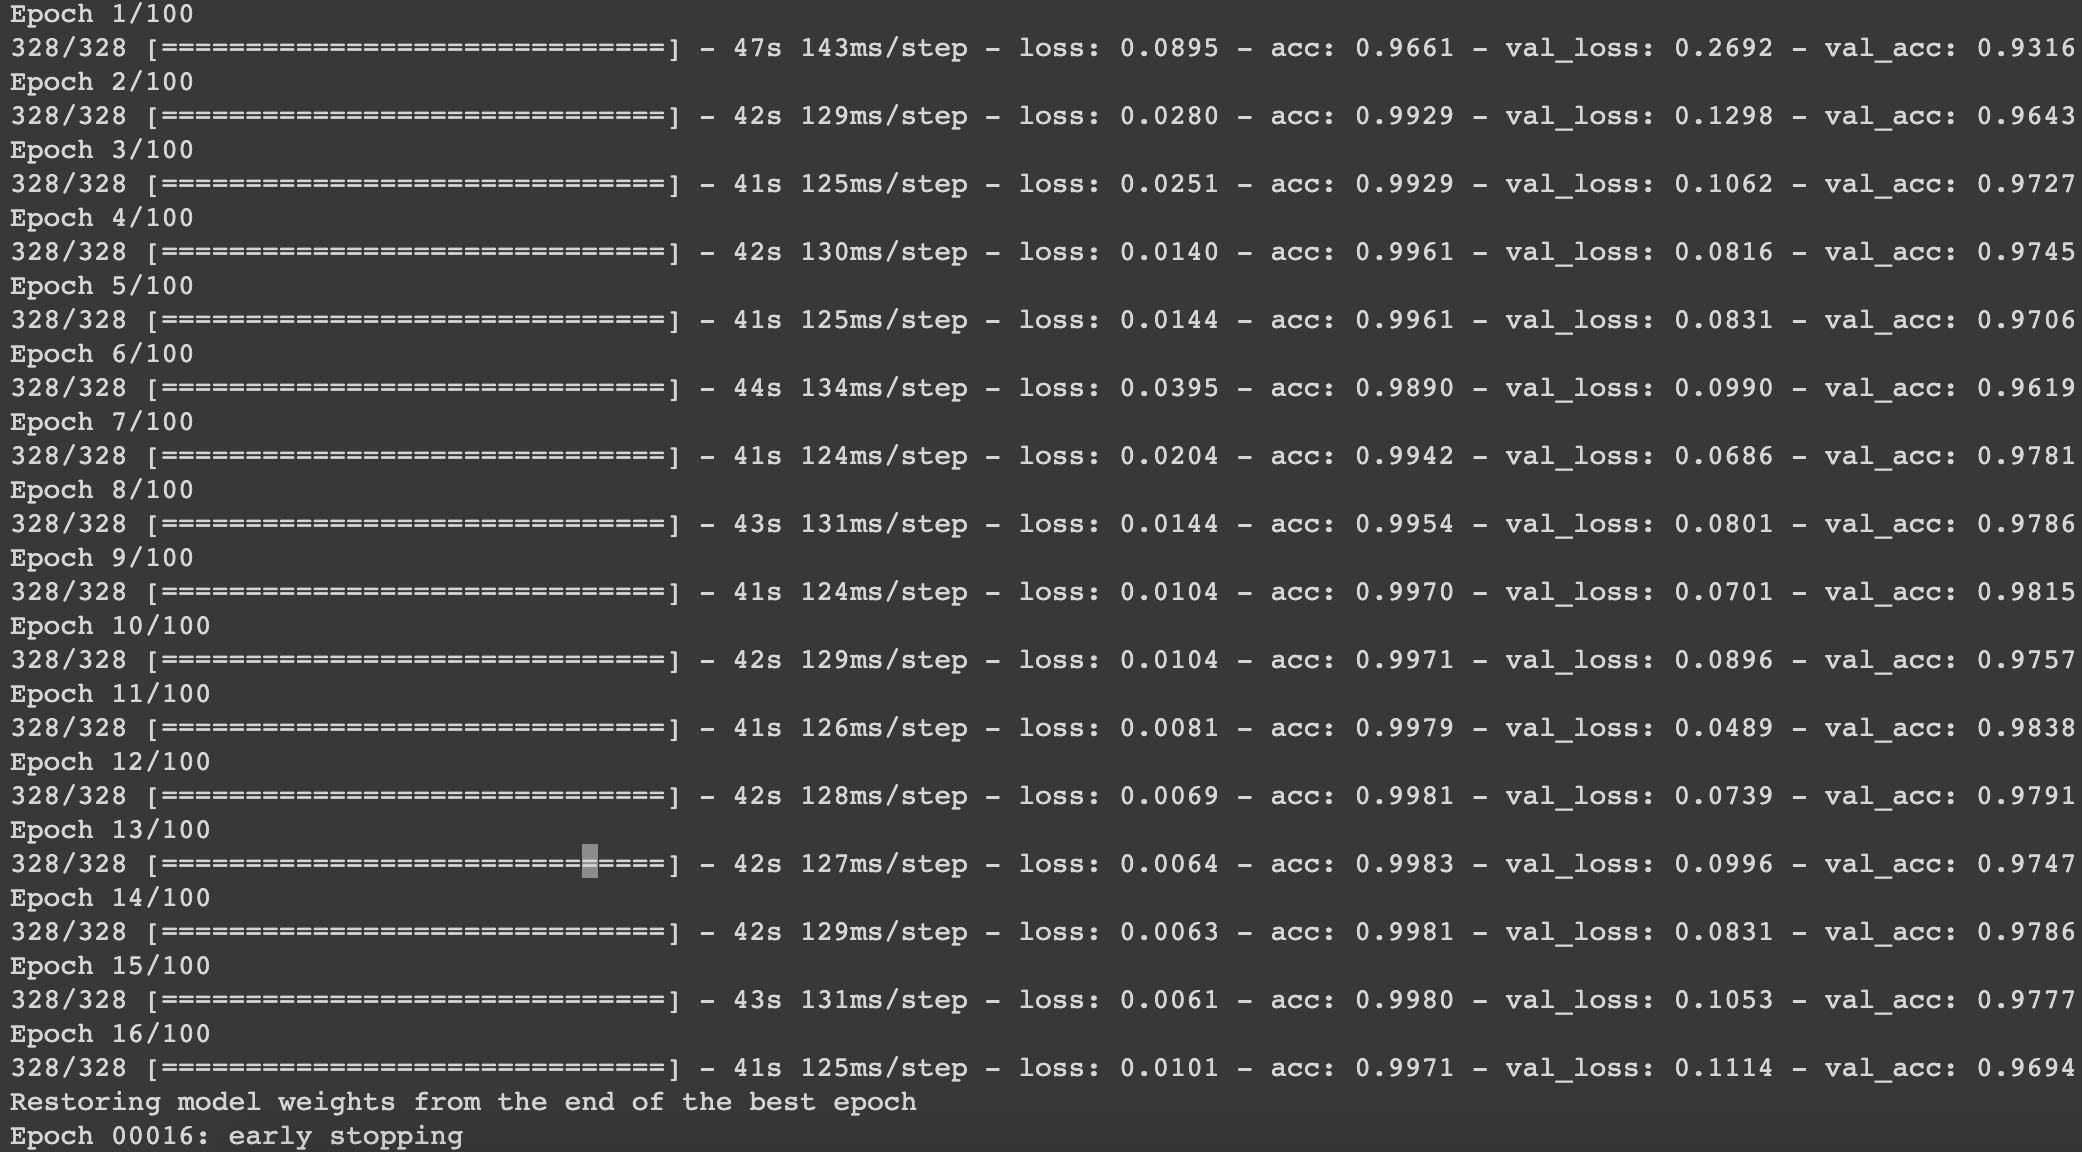 Epoch 1/100
328/328 [==============================] - 47s 143ms/step - loss: 0.0895 - acc: 0.9661 - val_loss: 0.2692 - val_acc: 0.9316
Epoch 2/100
328/328 [==============================] - 42s 129ms/step - loss: 0.0280 - acc: 0.9929 - val_loss: 0.1298 - val_acc: 0.9643
Epoch 3/100
328/328 [==============================] - 41s 125ms/step - loss: 0.0251 - acc: 0.9929 - val_loss: 0.1062 - val_acc: 0.9727
Epoch 4/100
328/328 [==============================] - 42s 130ms/step - loss: 0.0140 - acc: 0.9961 - val_loss: 0.0816 - val_acc: 0.9745
Epoch 5/100
328/328 [==============================] - 41s 125ms/step - loss: 0.0144 - acc: 0.9961 - val_loss: 0.0831 - val_acc: 0.9706
Epoch 6/100
328/328 [==============================] - 44s 134ms/step - loss: 0.0395 - acc: 0.9890 - val_loss: 0.0990 - val_acc: 0.9619
Epoch 7/100
328/328 [==============================] - 41s 124ms/step - loss: 0.0204 - acc: 0.9942 - val_loss: 0.0686 - val_acc: 0.9781
Epoch 8/100
328/328 [==============================] - 43s 131ms/step - loss: 0.0144 - acc: 0.9954 - val_loss: 0.0801 - val_acc: 0.9786
Epoch 9/100
328/328 [==============================] - 41s 124ms/step - loss: 0.0104 - acc: 0.9970 - val_loss: 0.0701 - val_acc: 0.9815
Epoch 10/100
328/328 [==============================] - 42s 129ms/step - loss: 0.0104 - acc: 0.9971 - val_loss: 0.0896 - val_acc: 0.9757
Epoch 11/100
328/328 [==============================] - 41s 126ms/step - loss: 0.0081 - acc: 0.9979 - val_loss: 0.0489 - val_acc: 0.9838
Epoch 12/100
328/328 [==============================] - 42s 128ms/step - loss: 0.0069 - acc: 0.9981 - val_loss: 0.0739 - val_acc: 0.9791
Epoch 13/100
328/328 [==============================] - 42s 127ms/step - loss: 0.0064 - acc: 0.9983 - val_loss: 0.0996 - val_acc: 0.9747
Epoch 14/100
328/328 [==============================] - 42s 129ms/step - loss: 0.0063 - acc: 0.9981 - val_loss: 0.0831 - val_acc: 0.9786
Epoch 15/100
328/328 [==============================] - 43s 131ms/step - loss: 0.0061 - acc: 0.9980 - val_loss: 0.1053 - val_acc: 0.9777
Epoch 16/100
328/328 [==============================] - 41s 125ms/step - loss: 0.0101 - acc: 0.9971 - val_loss: 0.1114 - val_acc: 0.9694
Restoring model weights from the end of the best epoch
Epoch 00016: early stopping